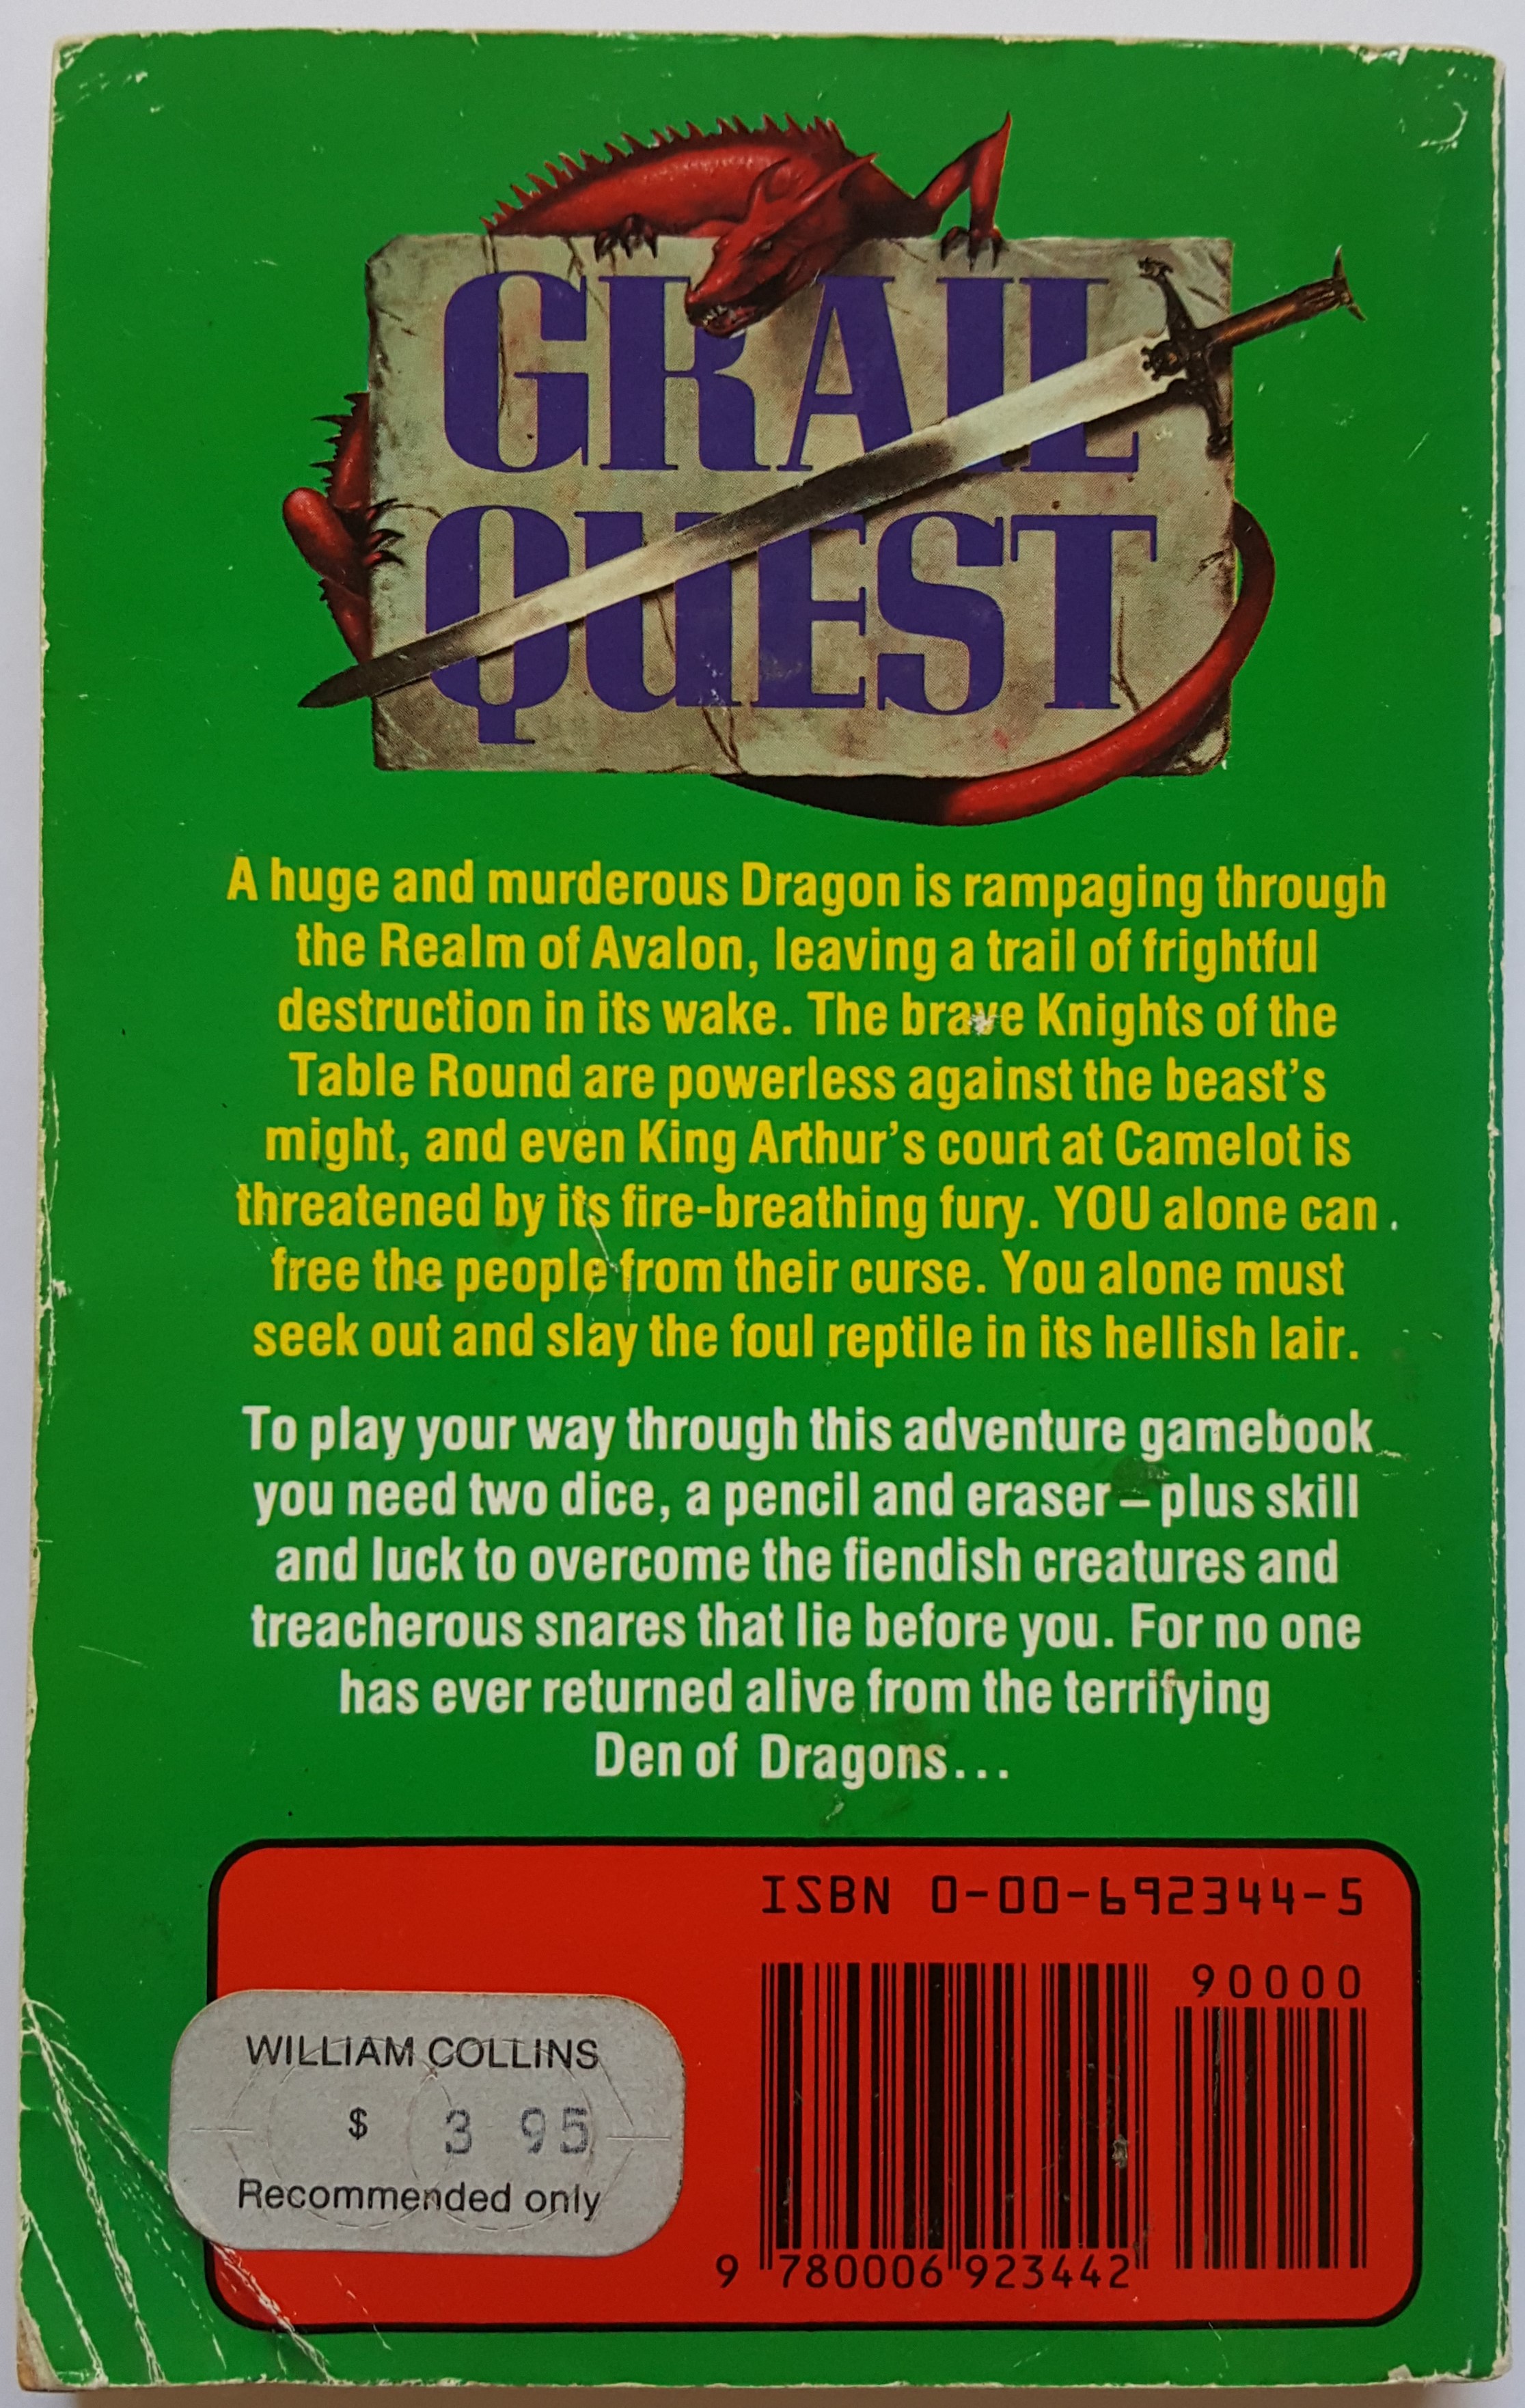 GRAIL
QUEST
A huge and murderous Dragon is rampaging through
the Realm of Avalon, leaving a trail of frightful
destruction in its wake. The brave Knights of the
Table Round are powerless against the beast's
might, and even King Arthur's court at Camelot is
threatened by its fire-breathing fury. YOU alone can
free the people from their curse. You alone must
seek out and slay the foul reptile in its hellish lair.
To play your way through this adventure gamebook
you need two dice, a pencil and eraser – plus skill
and luck to overcome the fiendish creatures and
treacherous snares that lie before you. For no one
has ever returned alive from the terrifying
Den of Dragons...
ISBN 0-00-692344-5
90000
WILLIAM COLLINS
$ 3 95
Recommended only
9 780006 923442